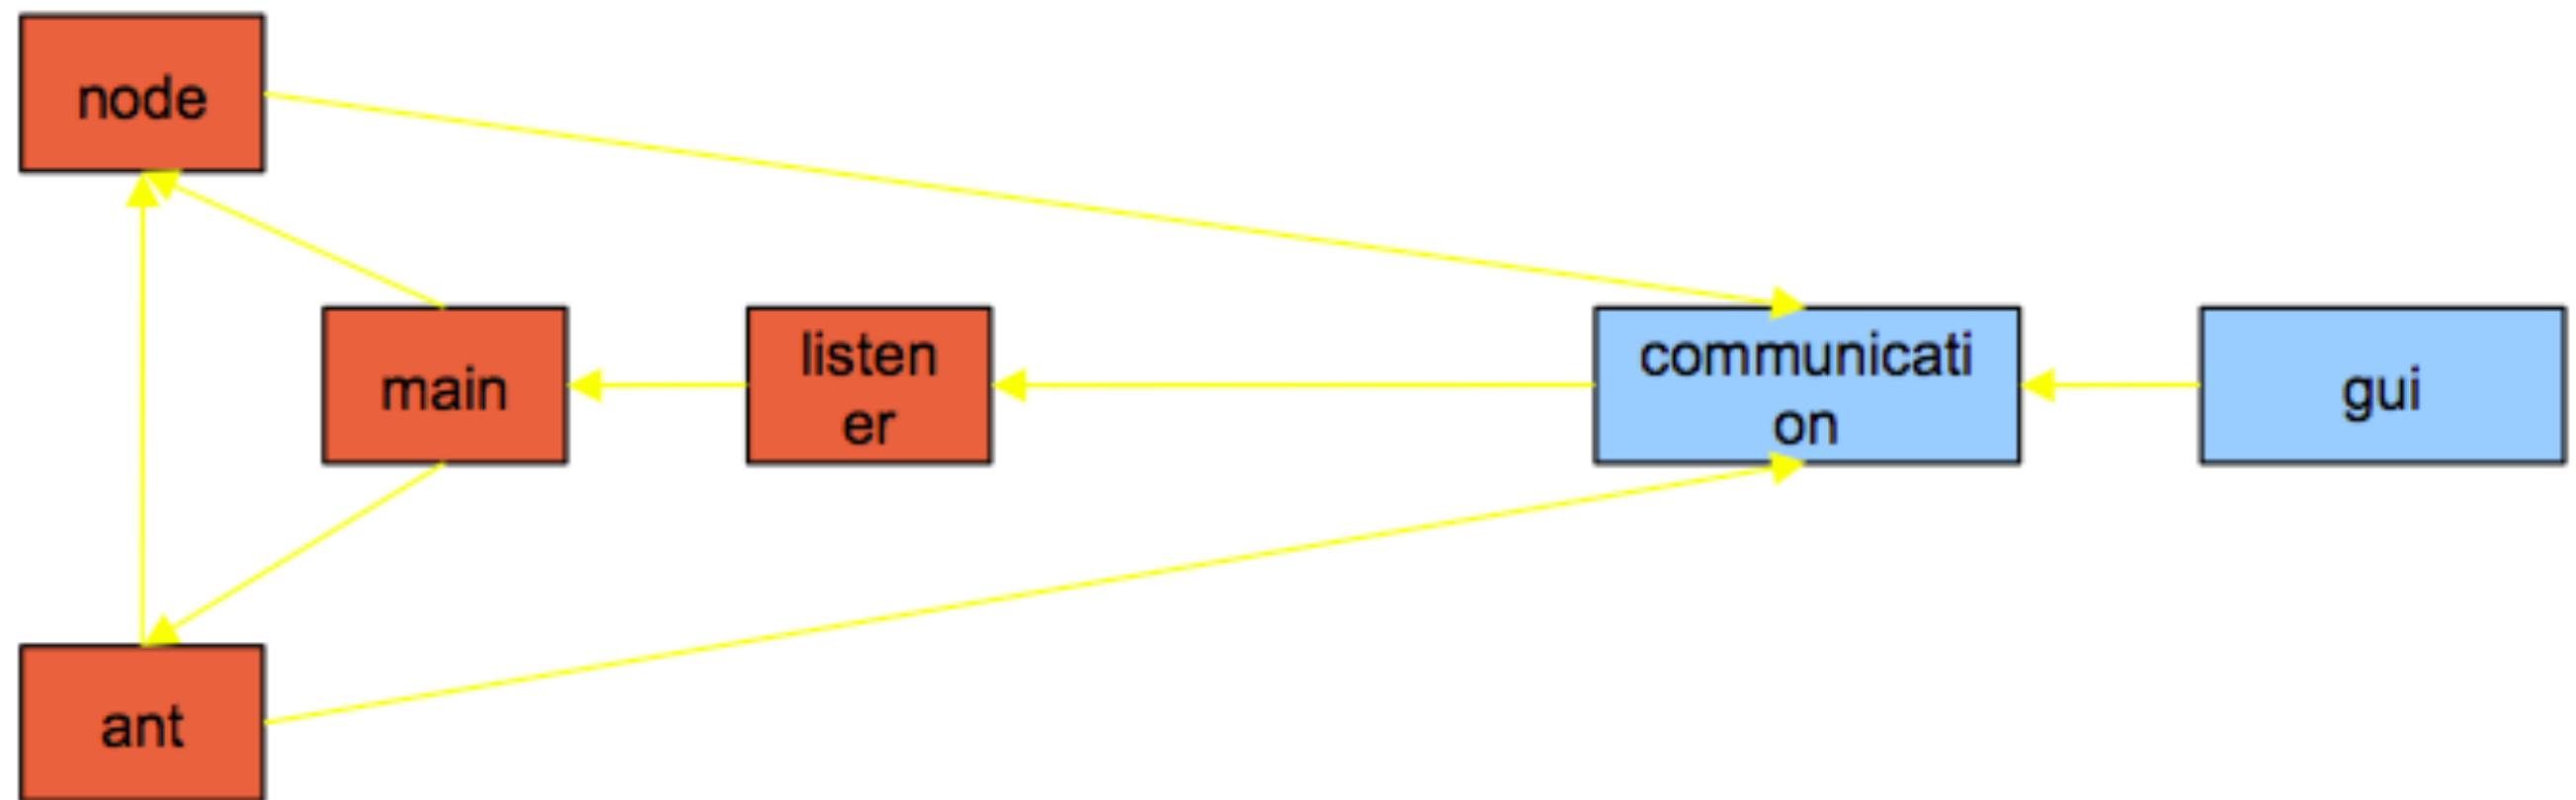 node
main
listen
er
communicati
on
gui
ant